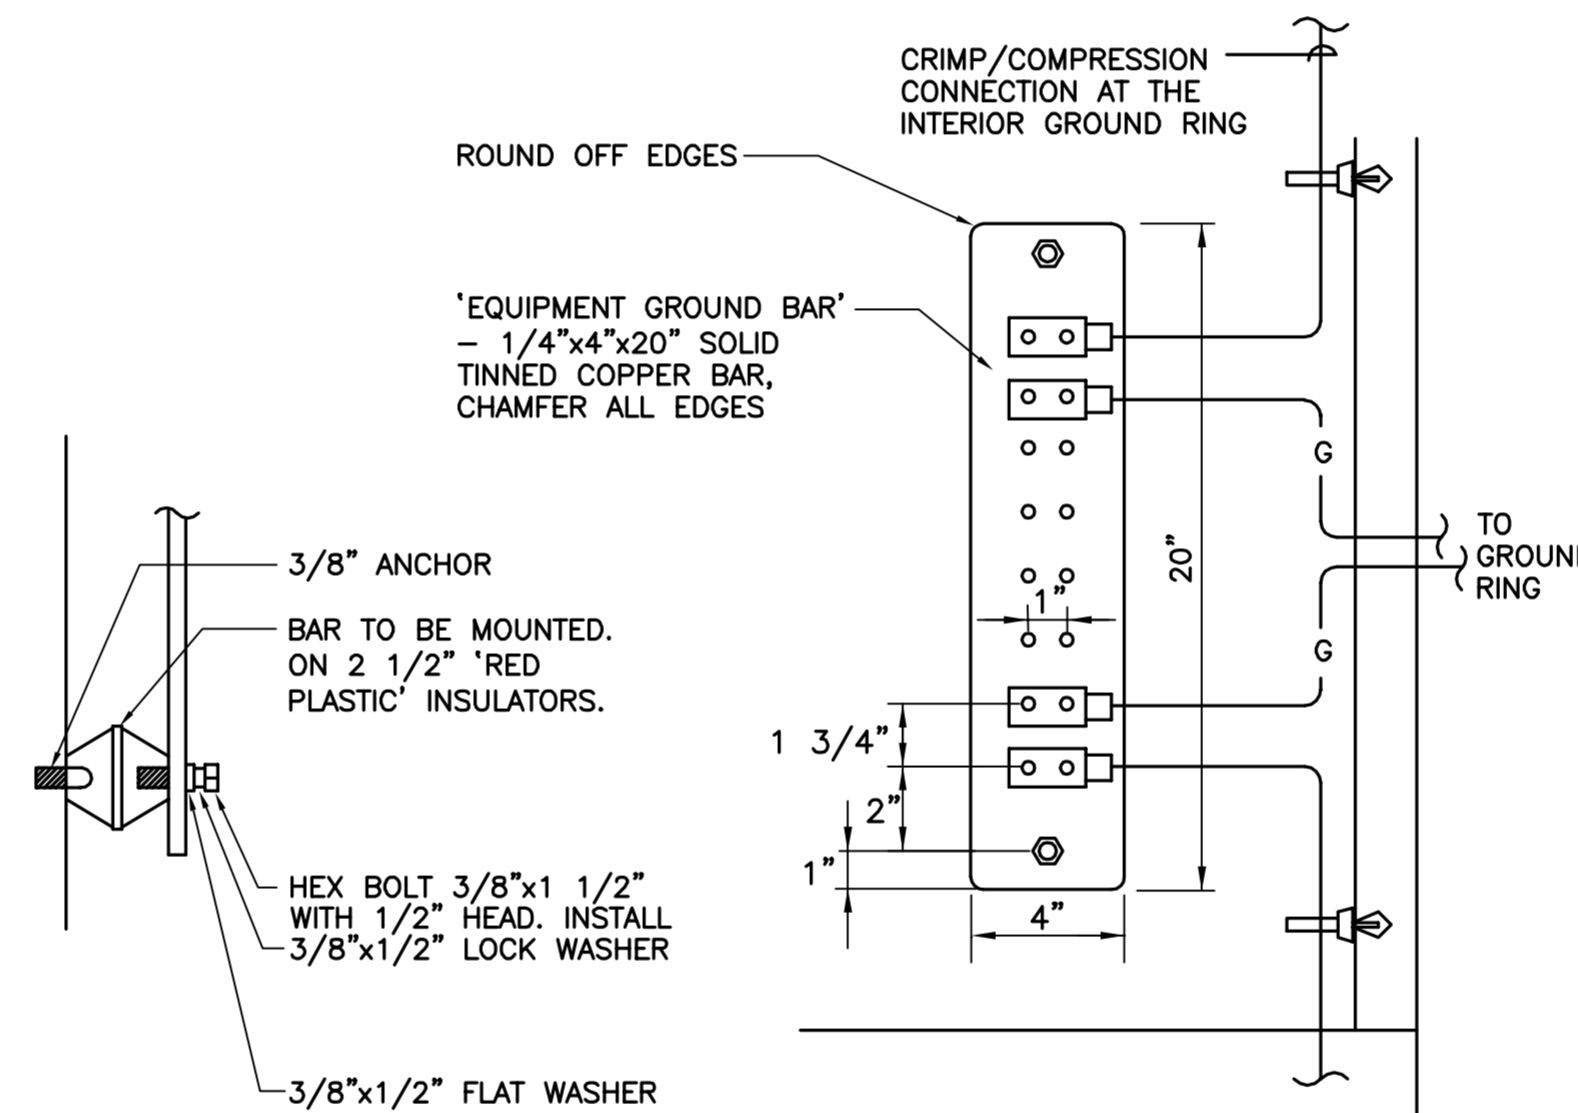 CRIMP/COMPRESSION
CONNECTION AT THE
INTERIOR GROUND RING
ROUND OFF EDGES
‘EQUIPMENT GROUND BAR’
– 1/4”x4”x20” SOLID
TINNED COPPER BAR,
CHAMFER ALL EDGES
G
20”
TO
GROUND
RING
3/8” ANCHOR
1”
BAR TO BE MOUNTED.
ON 2 1/2” ‘RED
PLASTIC’ INSULATORS.
G
1 3/4”
2”
1”
4”
HEX BOLT 3/8”x1 1/2”
WITH 1/2” HEAD. INSTALL
3/8”x1/2” LOCK WASHER
3/8”x1/2” FLAT WASHER